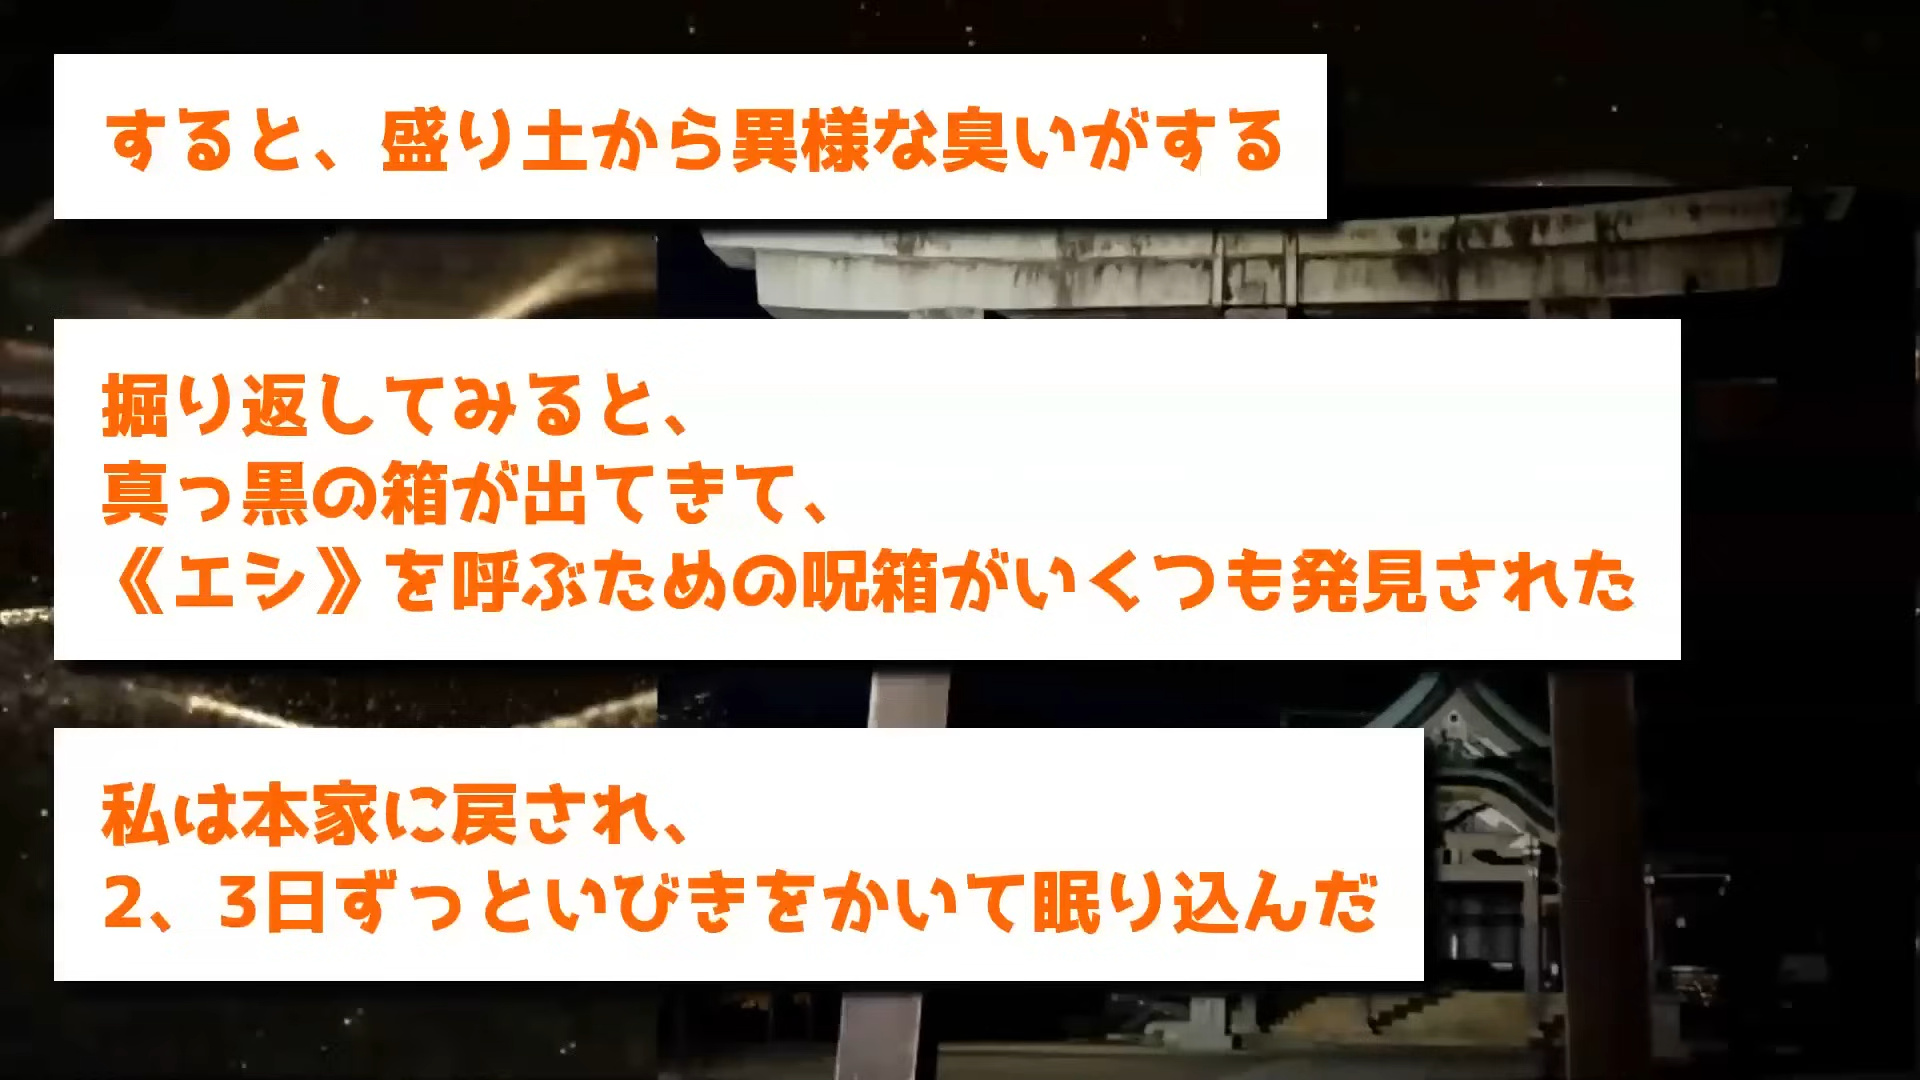 すると、盛り土から異様な臭いがする
掘り返してみると、
真っ黒の箱が出てきて、
《エシ》を呼ぶための呪箱がいくつも発見された
私は本家に戻され、
2、3日ずっといびきをかいて眠り込んだ